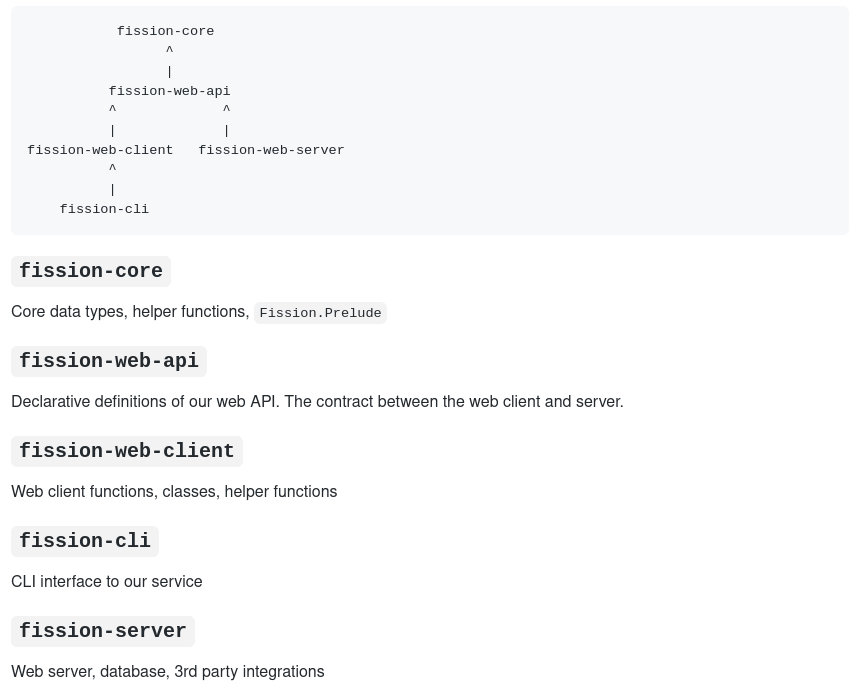 fission-core
^
|
fission-web-api
^ ^
| |
fission-web-client fission-web-server
^
|
fission-cli
fission-core
Core data types, helper functions, Fission.Prelude
fission-web-api
Declarative definitions of our web API. The contract between the web client and server.
fission-web-client
Web client functions, classes, helper functions
fission-cli
CLI interface to our service
fission-server
Web server, database, 3rd party integrations